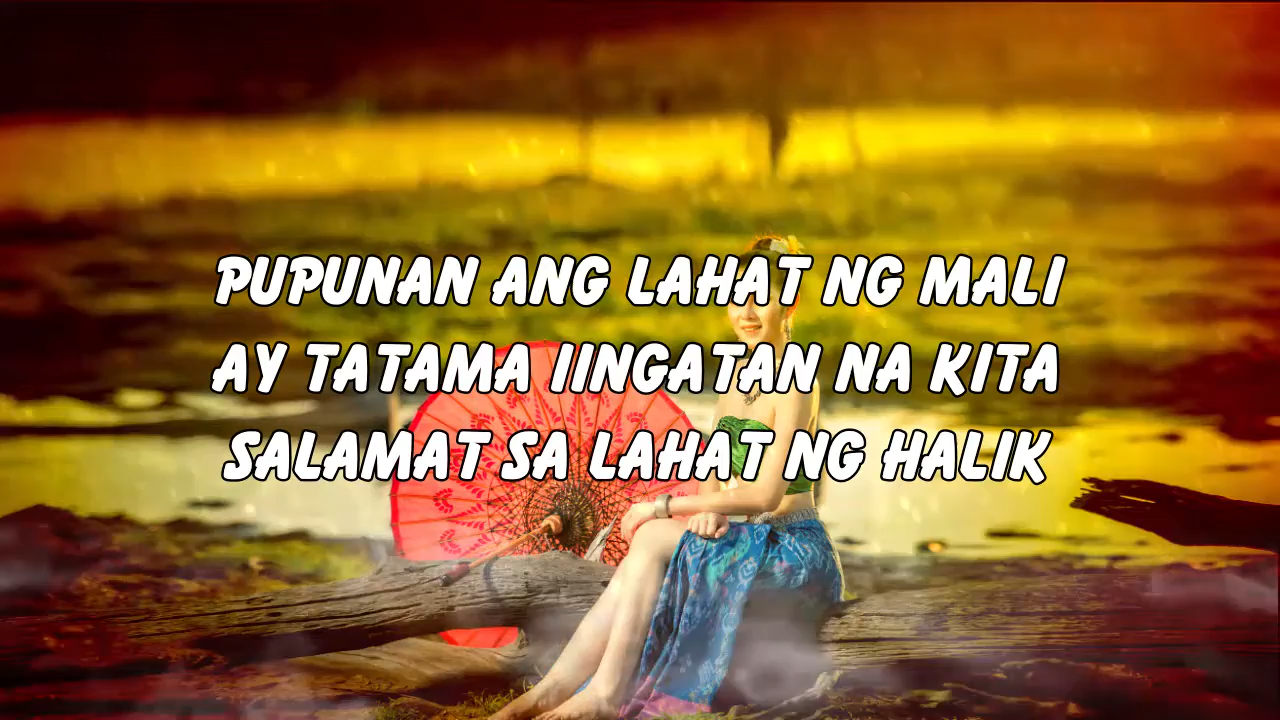 PUPUNAN ANG LAHAT NG MALI
AY TATAMA IINGATAN NA KITA
SALAMAT SA LAHAT NG HALIK